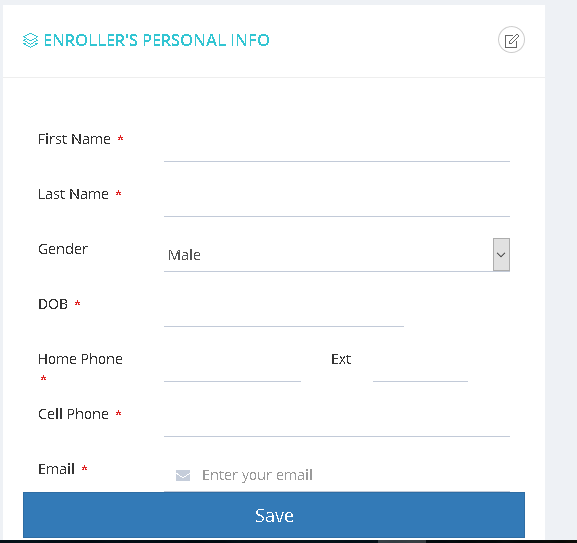 ENROLLER'S PERSONAL INFO
First Name *
Last Name *
Gender Male
DOB *
Home Phone * Ext
Cell Phone *
Email * Enter your email
Save